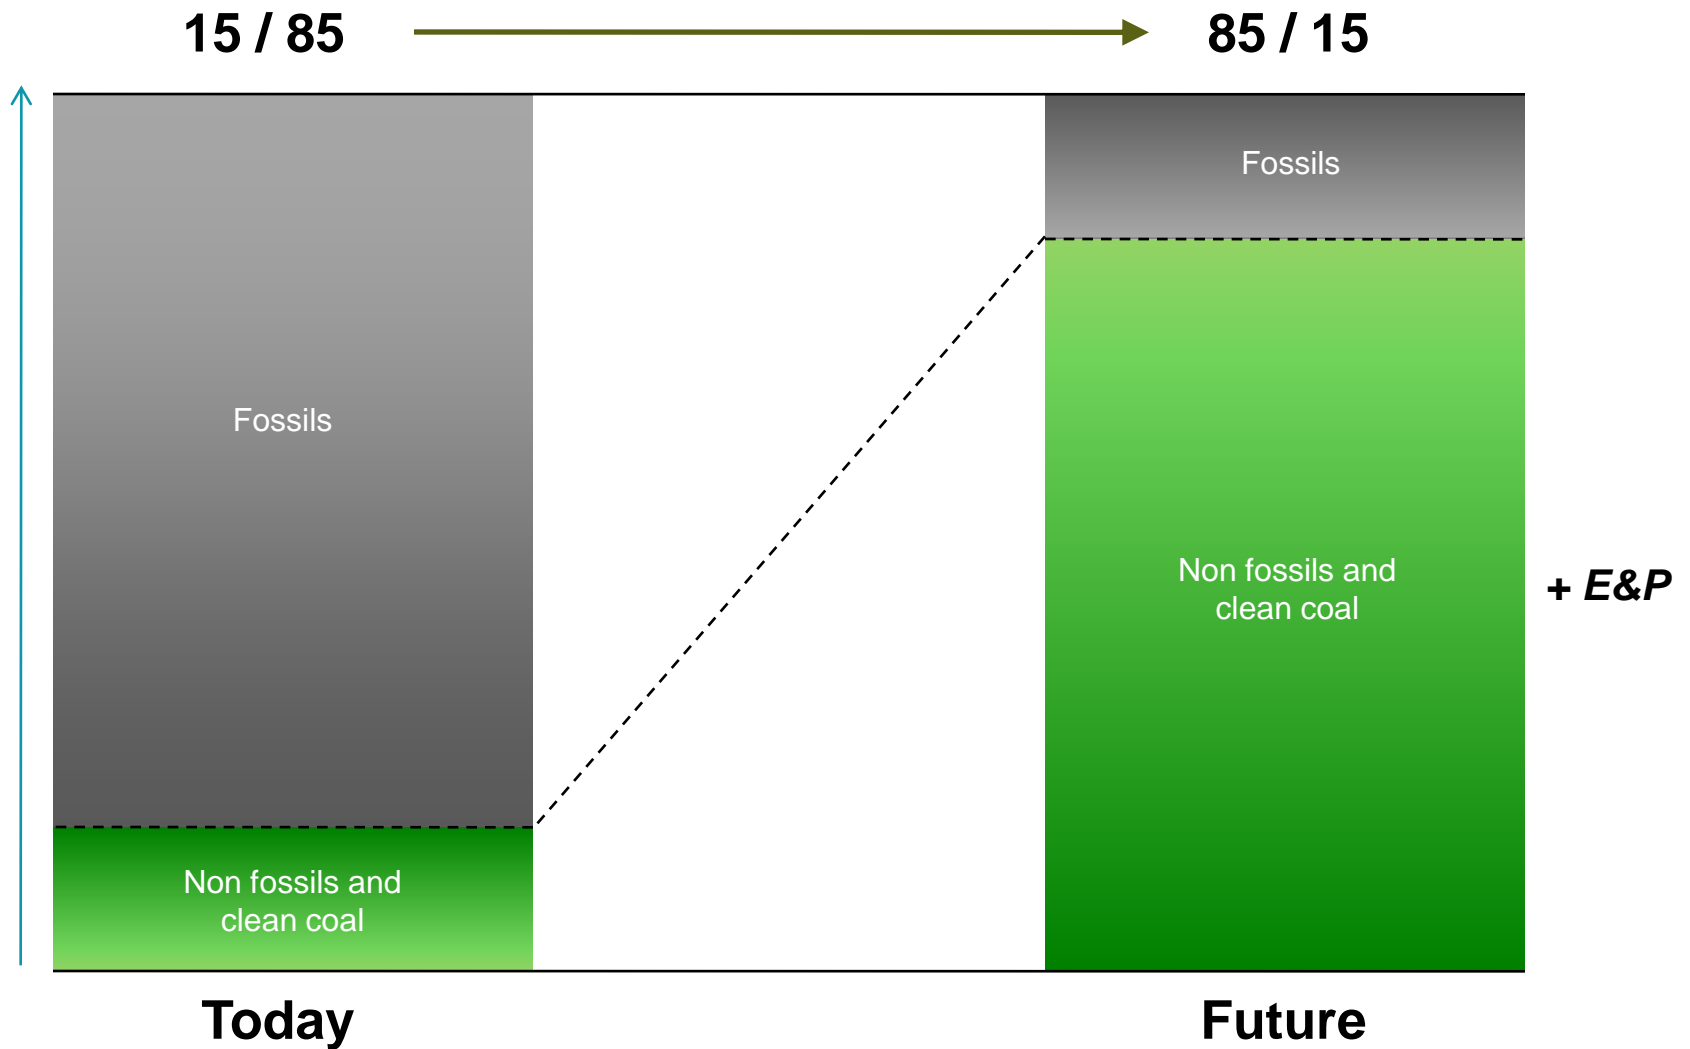 15 / 85
85 / 15
Fossils
Fossils
Non fossils and
clean coal
+ E&P
Non fossils and
clean coal
Today
Future